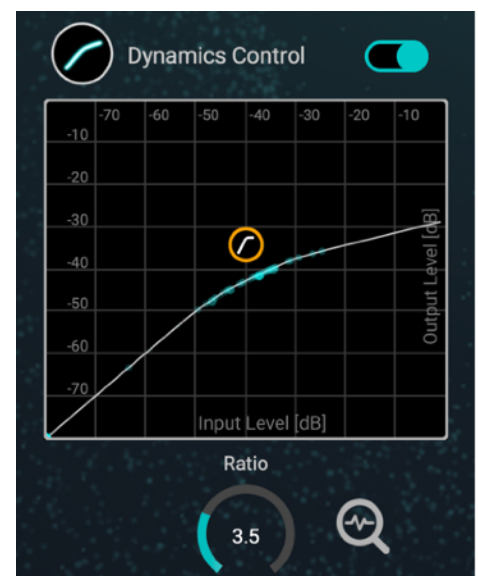 Dynamics Control
-70 -60 -50 -40 -30 -20 -10
-10
-20
-30
-40
-50
-60
-70
Output Level [dB]
Input Level [dB]
Ratio
3.5